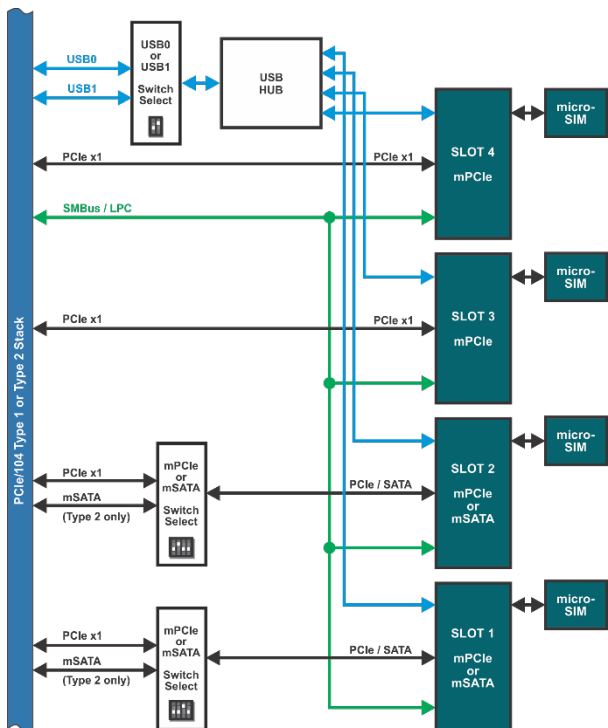 PCIe/104 Type 1 or Type 2 Stack
USB0
USB1
USB0
or
USB1
Switch
Select
USB
HUB
PCIe x1
PCIe x1
SMBus / LPC
SLOT 4
mPCIe
micro-
SIM
PCIe x1
PCIe x1
SLOT 3
mPCIe
micro-
SIM
PCIe x1
mSATA
(Type 2 only)
mPCIe
or
mSATA
Switch
Select
PCIe / SATA
SLOT 2
mPCIe
or
mSATA
micro-
SIM
PCIe x1
mSATA
(Type 2 only)
mPCIe
or
mSATA
Switch
Select
PCIe / SATA
SLOT 1
mPCIe
or
mSATA
micro-
SIM